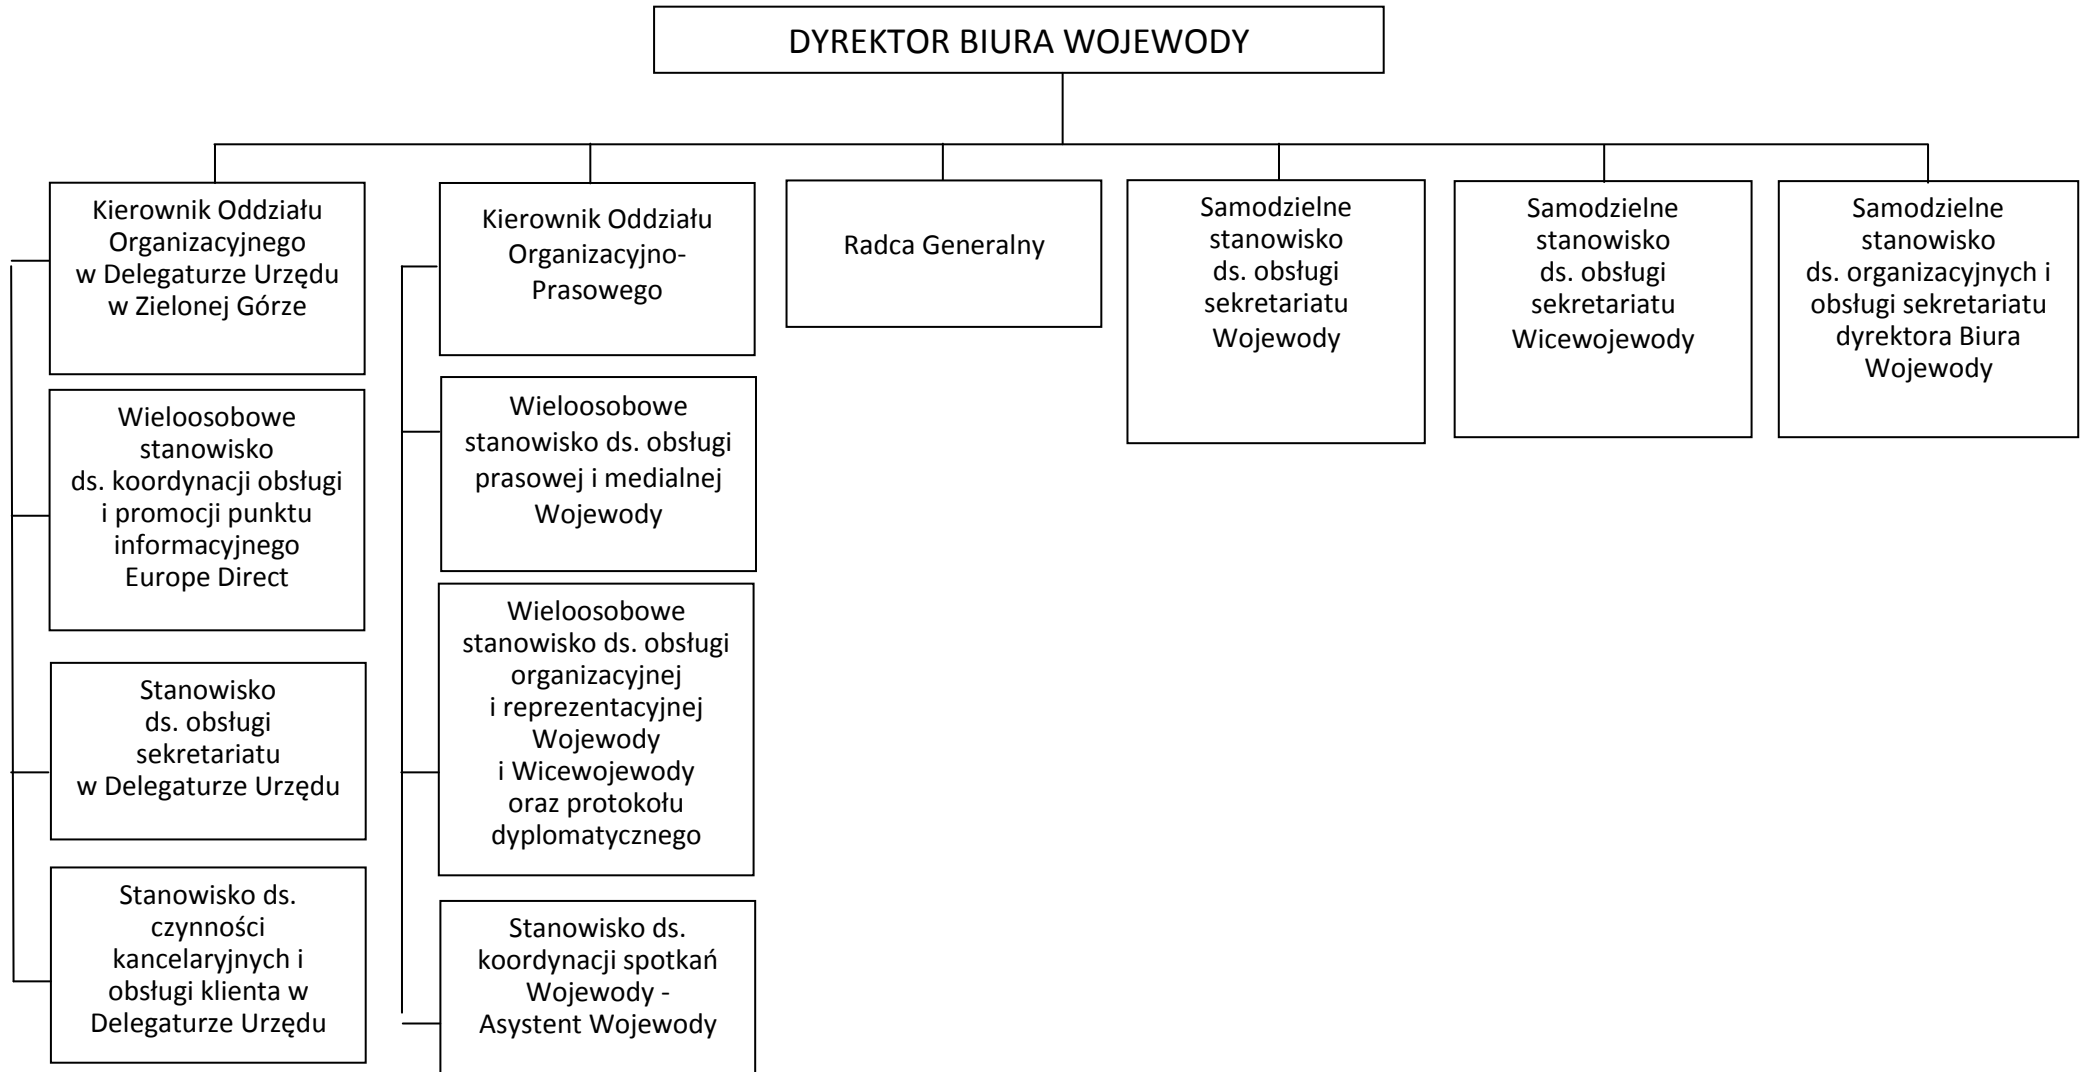 DYREKTOR BIURA WOJEWODY
Kierownik Oddziału
Organizacyjnego
w Delegaturze Urzędu
w Zielonej Górze
Wieloosobowe
stanowisko
ds. koordynacji obsługi
i promocji punktu
informacyjnego
Europe Direct
Stanowisko
ds. obsługi
sekretariatu
w Delegaturze Urzędu
Stanowisko ds.
czynności
kancelaryjnych i
obsługi klienta w
Delegaturze Urzędu
Kierownik Oddziału
Organizacyjno-
Prasowego
Wieloosobowe
stanowisko ds. obsługi
prasowej i medialnej
Wojewody
Wieloosobowe
stanowisko ds. obsługi
organizacyjnej
i reprezentacyjnej
Wojewody
i Wicewojewody
oraz protokołu
dyplomatycznego
Stanowisko ds.
koordynacji spotkań
Wojewody -
Asystent Wojewody
Radca Generalny
Samodzielne
stanowisko
ds. obsługi
sekretariatu
Wojewody
Samodzielne
stanowisko
ds. obsługi
sekretariatu
Wicewojewody
Samodzielne
stanowisko
ds. organizacyjnych i
obsługi sekretariatu
dyrektora Biura
Wojewody